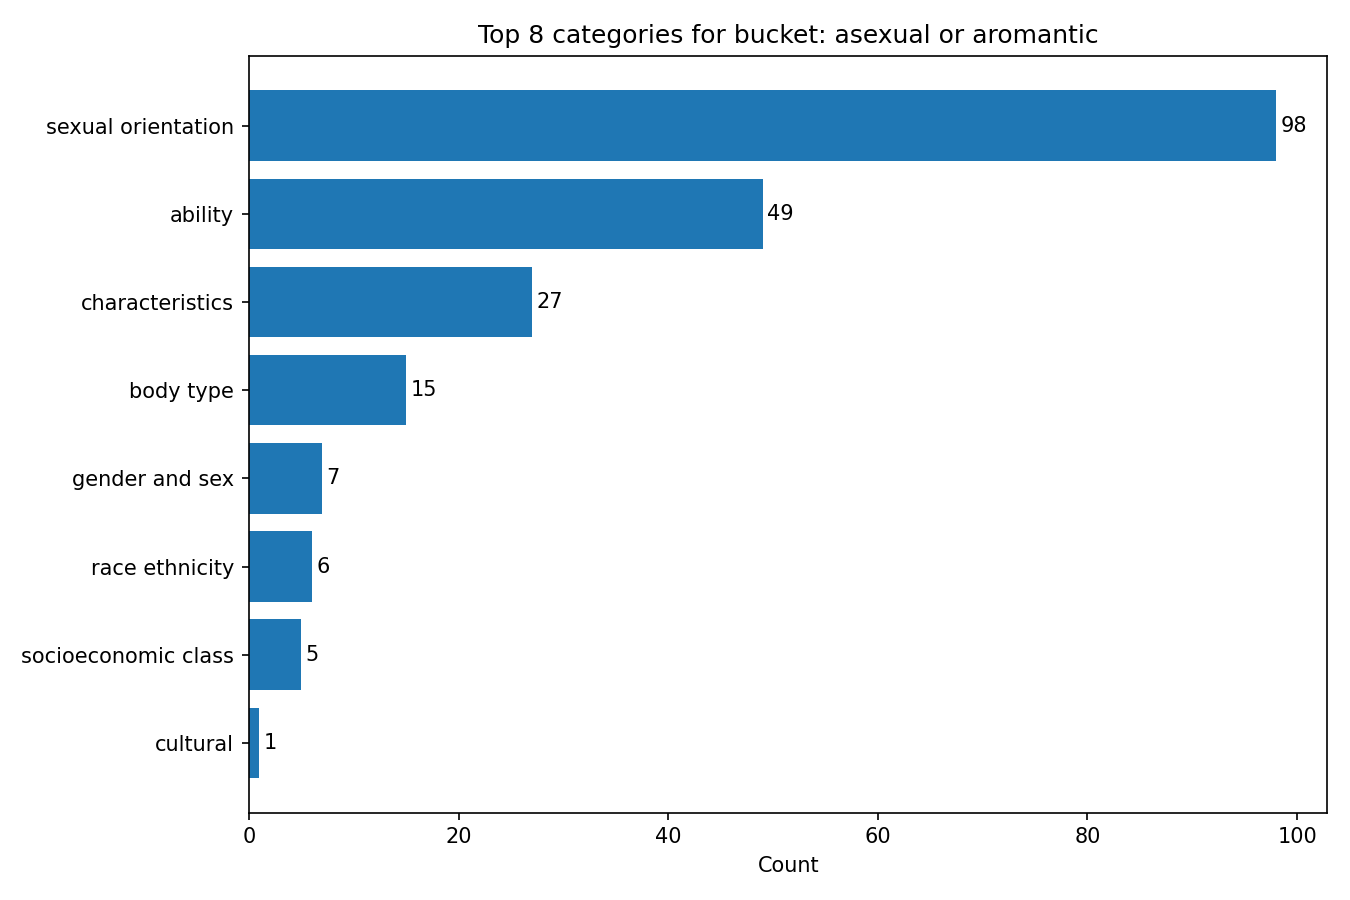 Top 8 categories for bucket: asexual or aromantic
sexual orientation 98
ability 49
characteristics 27
body type 15
gender and sex 7
race ethnicity 6
socioeconomic class 5
cultural 1
0 20 40 60 80 100
Count